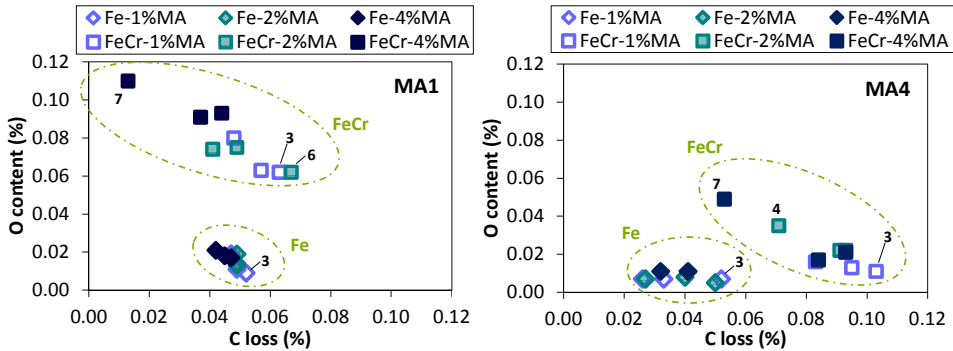 Fe-1%MA Fe-2%MA Fe-4%MA
FeCr-1%MA FeCr-2%MA FeCr-4%MA
MA1
O content (%)
0.12
0.10
0.08
0.06
0.04
0.02
0.00
7
FeCr
3
6
Fe
3
0.00 0.02 0.04 0.06 0.08 0.10 0.12
C loss (%)
Fe-1%MA Fe-2%MA Fe-4%MA
FeCr-1%MA FeCr-2%MA FeCr-4%MA
MA4
O content (%)
0.12
0.10
0.08
0.06
0.04
0.02
0.00
FeCr
7
4
Fe
3
3
0.00 0.02 0.04 0.06 0.08 0.10 0.12
C loss (%)